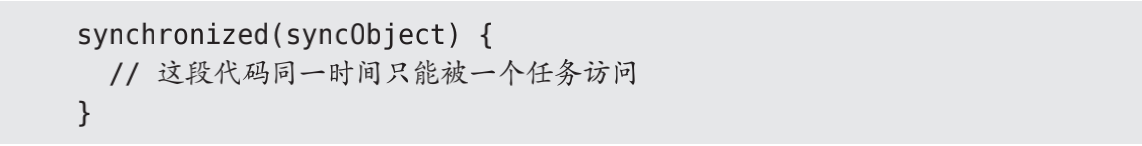 synchronized(syncObject) {
  // 这段代码同一时间只能被一个任务访问
}